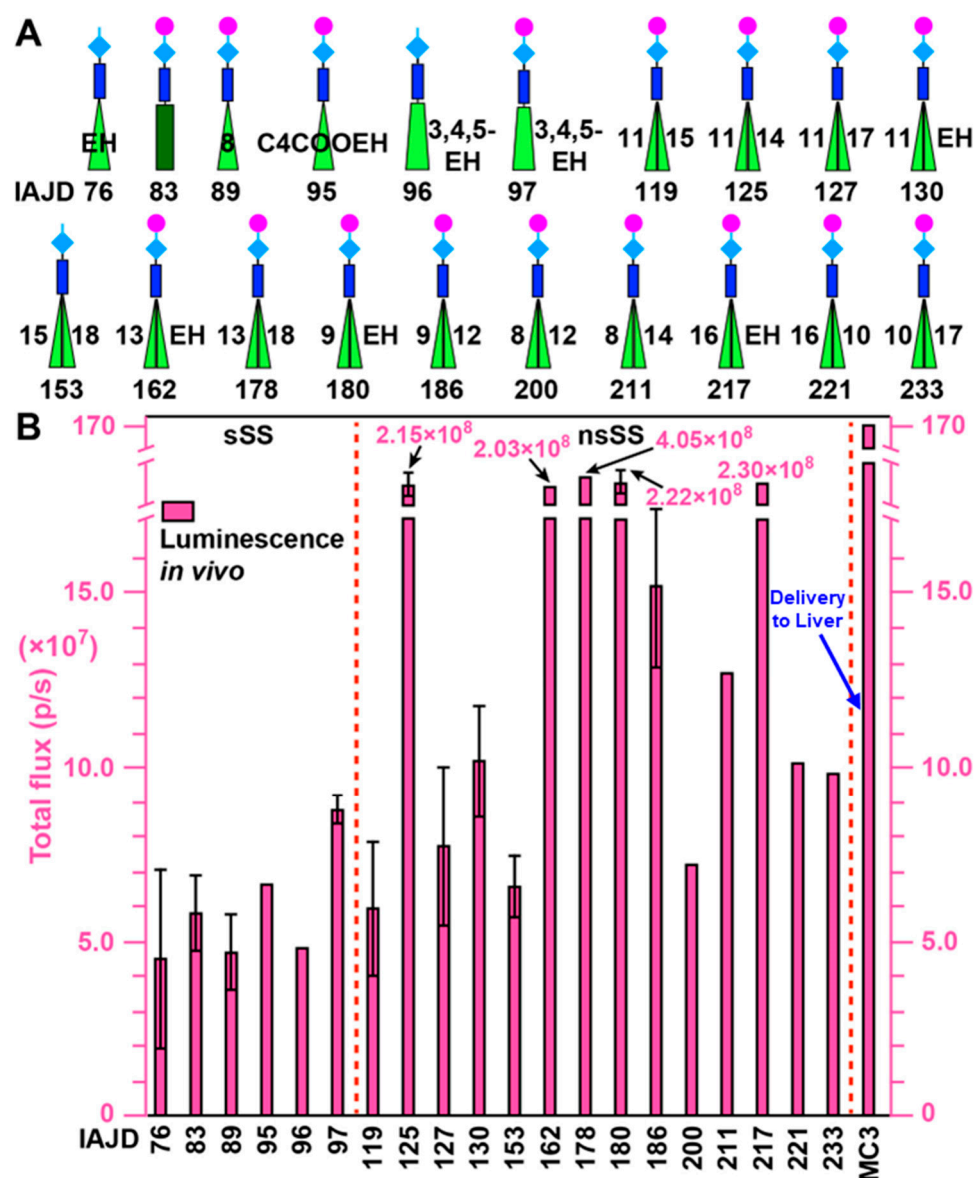 A
EH 8 C4COOEH 3,4,5-EH 3,4,5-EH 11 15 11 14 11 17 11 EH
IAJD 76 83 89 95 96 97 119 125 127 130
15 18 13 EH 13 18 9 EH 9 12 8 12 8 14 16 EH 16 10 10 17
153 162 178 180 186 200 211 217 221 233
B
170 sSS nsSS 170
2.15×10⁸ 2.03×10⁸ 4.05×10⁸ 2.22×10⁸ 2.30×10⁸
Luminescence
in vivo
Delivery
to Liver
Total flux (p/s) (×10⁷)
15.0 15.0
10.0 10.0
5.0 5.0
0 0
IAJD 76 83 89 95 96 97 119 125 127 130 153 162 178 180 186 200 211 217 221 233 MC3